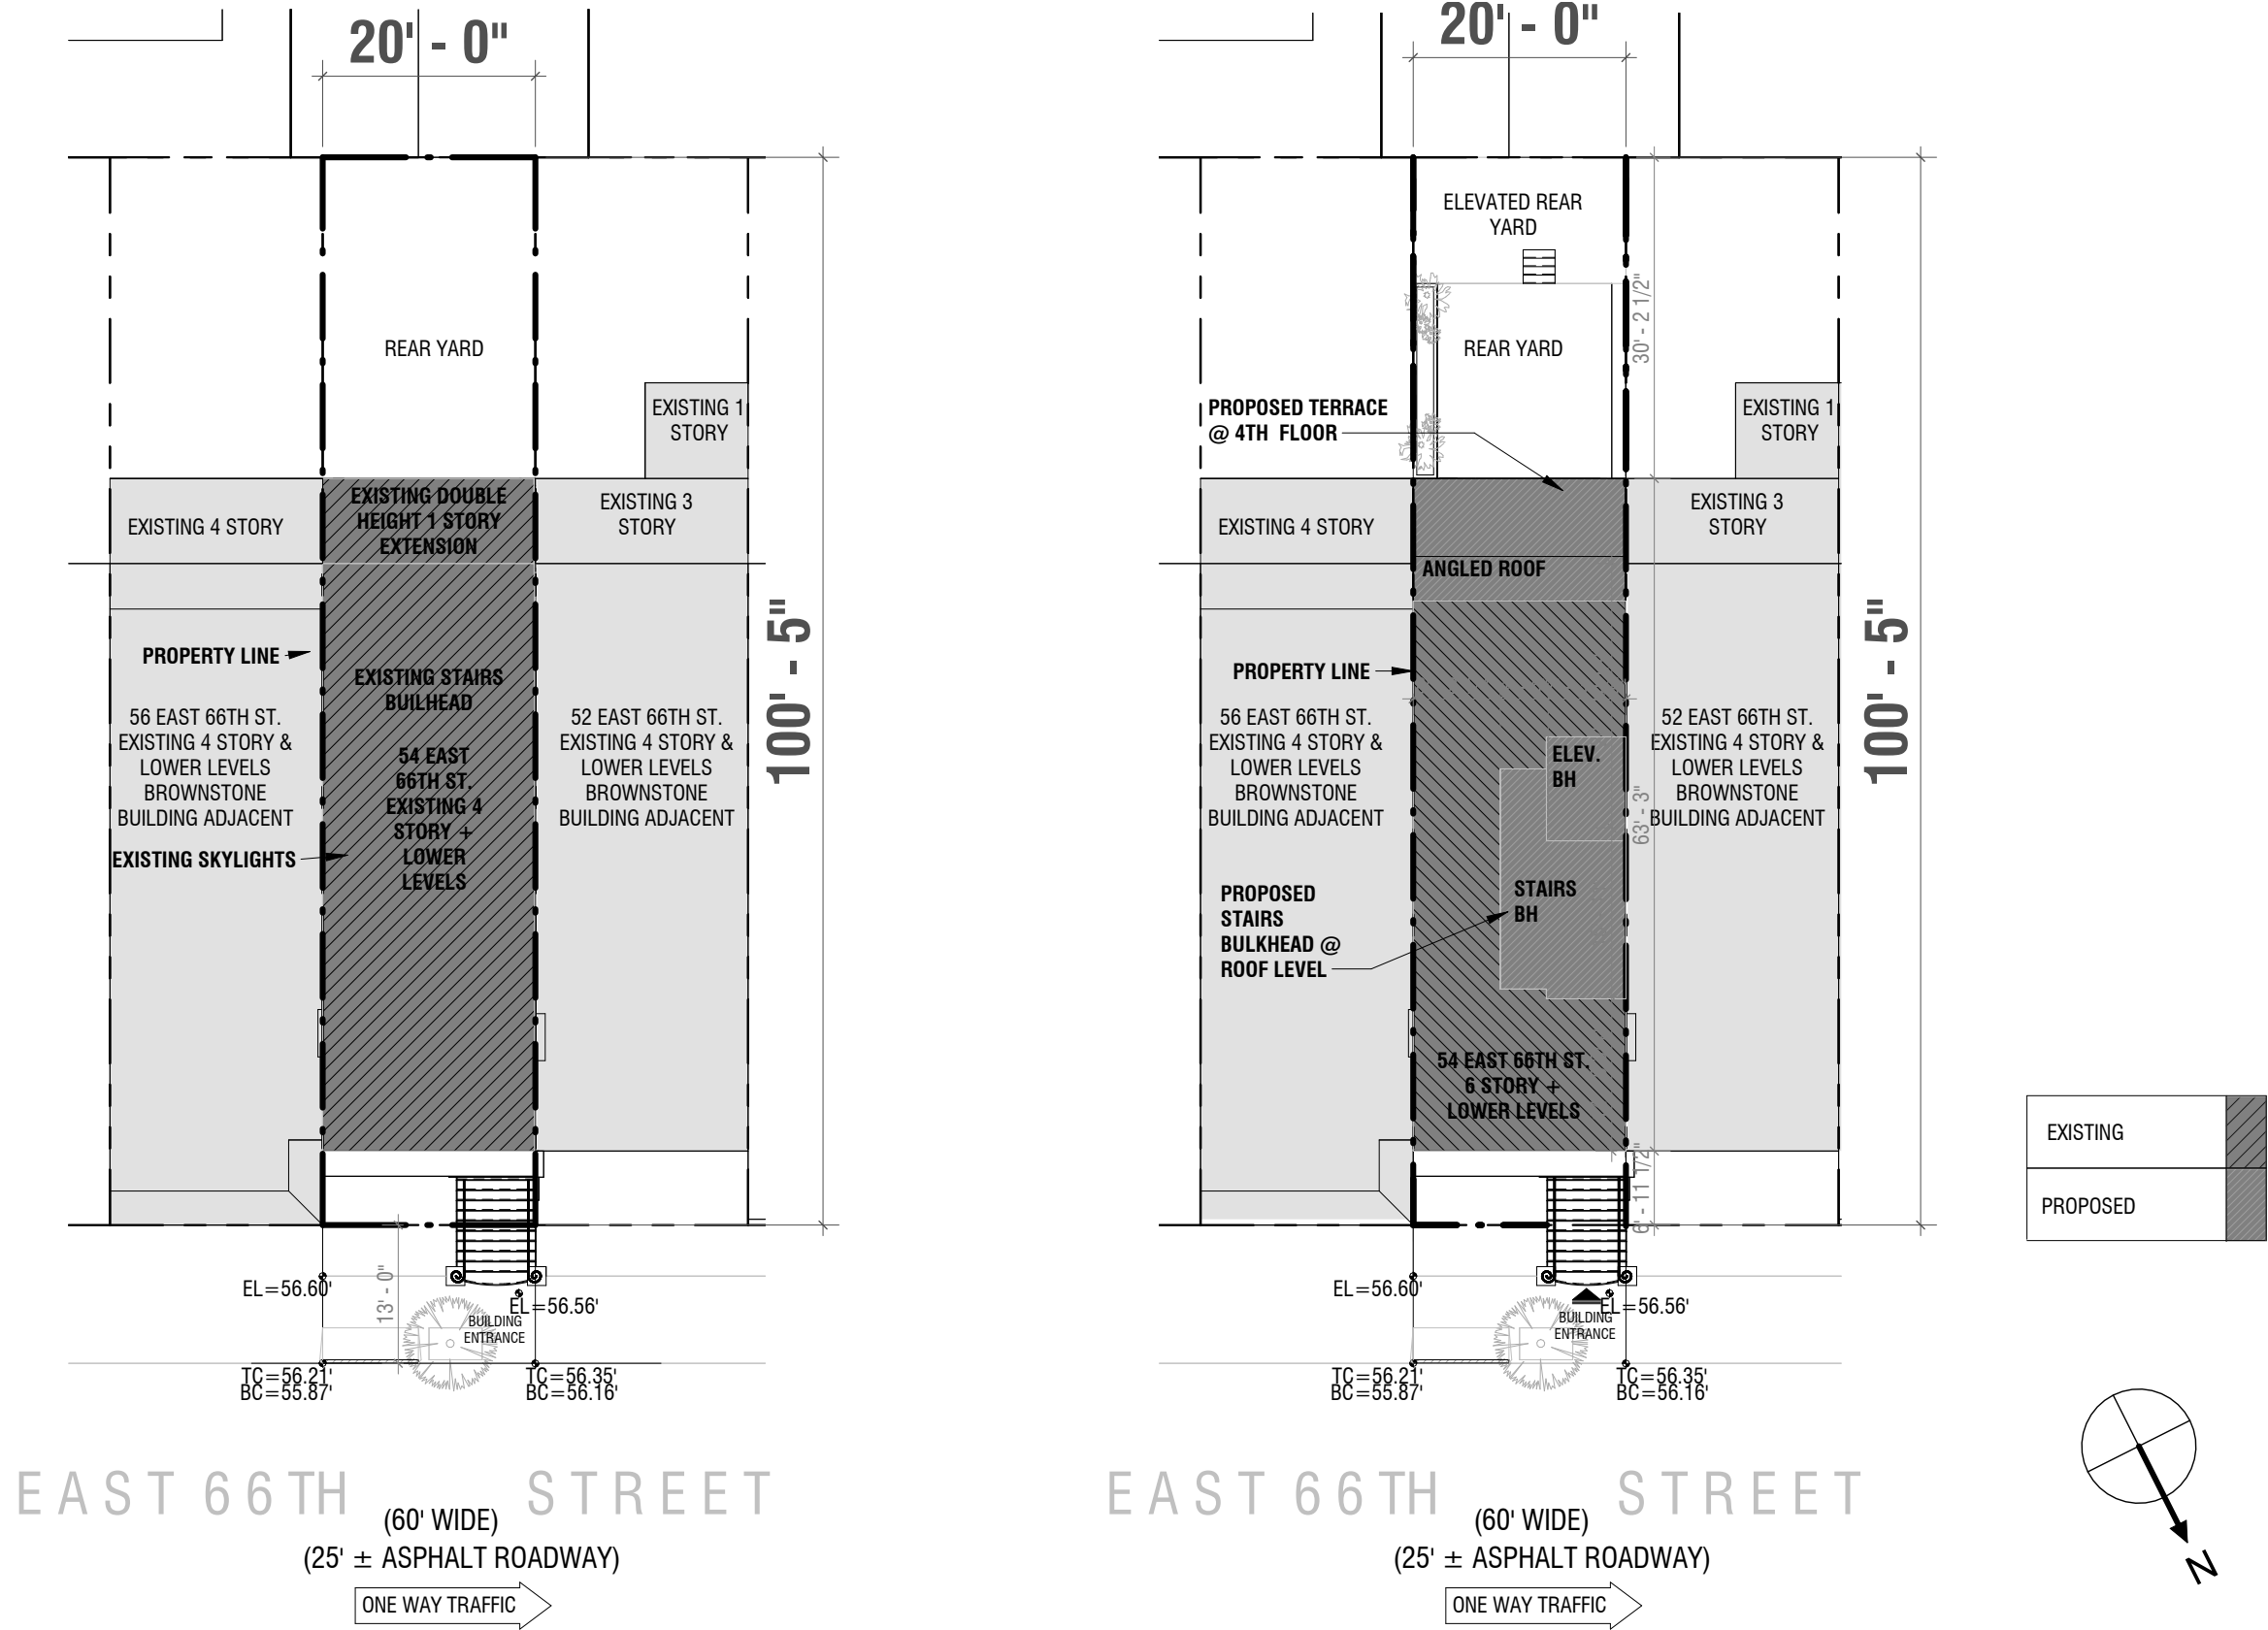 20' - 0"
REAR YARD
EXISTING 1
STORY
EXISTING DOUBLE
HEIGHT 1 STORY
EXTENSION
EXISTING 4 STORY
EXISTING 3
STORY
PROPERTY LINE
EXISTING STAIRS
BUILHEAD
56 EAST 66TH ST.
EXISTING 4 STORY &
LOWER LEVELS
BROWNSTONE
BUILDING ADJACENT
54 EAST
66TH ST.
EXISTING 4
STORY +
LOWER
LEVELS
52 EAST 66TH ST.
EXISTING 4 STORY &
LOWER LEVELS
BROWNSTONE
BUILDING ADJACENT
EXISTING SKYLIGHTS
100' - 5"
13' - 0"
EL=56.60'
EL=56.56'
BUILDING
ENTRANCE
TC=56.21'
BC=55.87'
TC=56.35'
BC=56.16'
EAST 66TH STREET
(60' WIDE)
(25' ± ASPHALT ROADWAY)
ONE WAY TRAFFIC
20' - 0"
ELEVATED REAR
YARD
REAR YARD
30' - 2 1/2"
PROPOSED TERRACE
@ 4TH FLOOR
EXISTING 1
STORY
EXISTING 4 STORY
EXISTING 3
STORY
ANGLED ROOF
PROPERTY LINE
56 EAST 66TH ST.
EXISTING 4 STORY &
LOWER LEVELS
BROWNSTONE
BUILDING ADJACENT
ELEV.
BH
63' - 3"
52 EAST 66TH ST.
EXISTING 4 STORY &
LOWER LEVELS
BROWNSTONE
BUILDING ADJACENT
100' - 5"
PROPOSED
STAIRS
BULKHEAD @
ROOF LEVEL
STAIRS
BH
54 EAST 66TH ST.
6 STORY +
LOWER LEVELS
6' - 11 1/2"
EL=56.60'
EL=56.56'
BUILDING
ENTRANCE
TC=56.21'
BC=55.87'
TC=56.35'
BC=56.16'
EAST 66TH STREET
(60' WIDE)
(25' ± ASPHALT ROADWAY)
ONE WAY TRAFFIC
EXISTING
PROPOSED
N